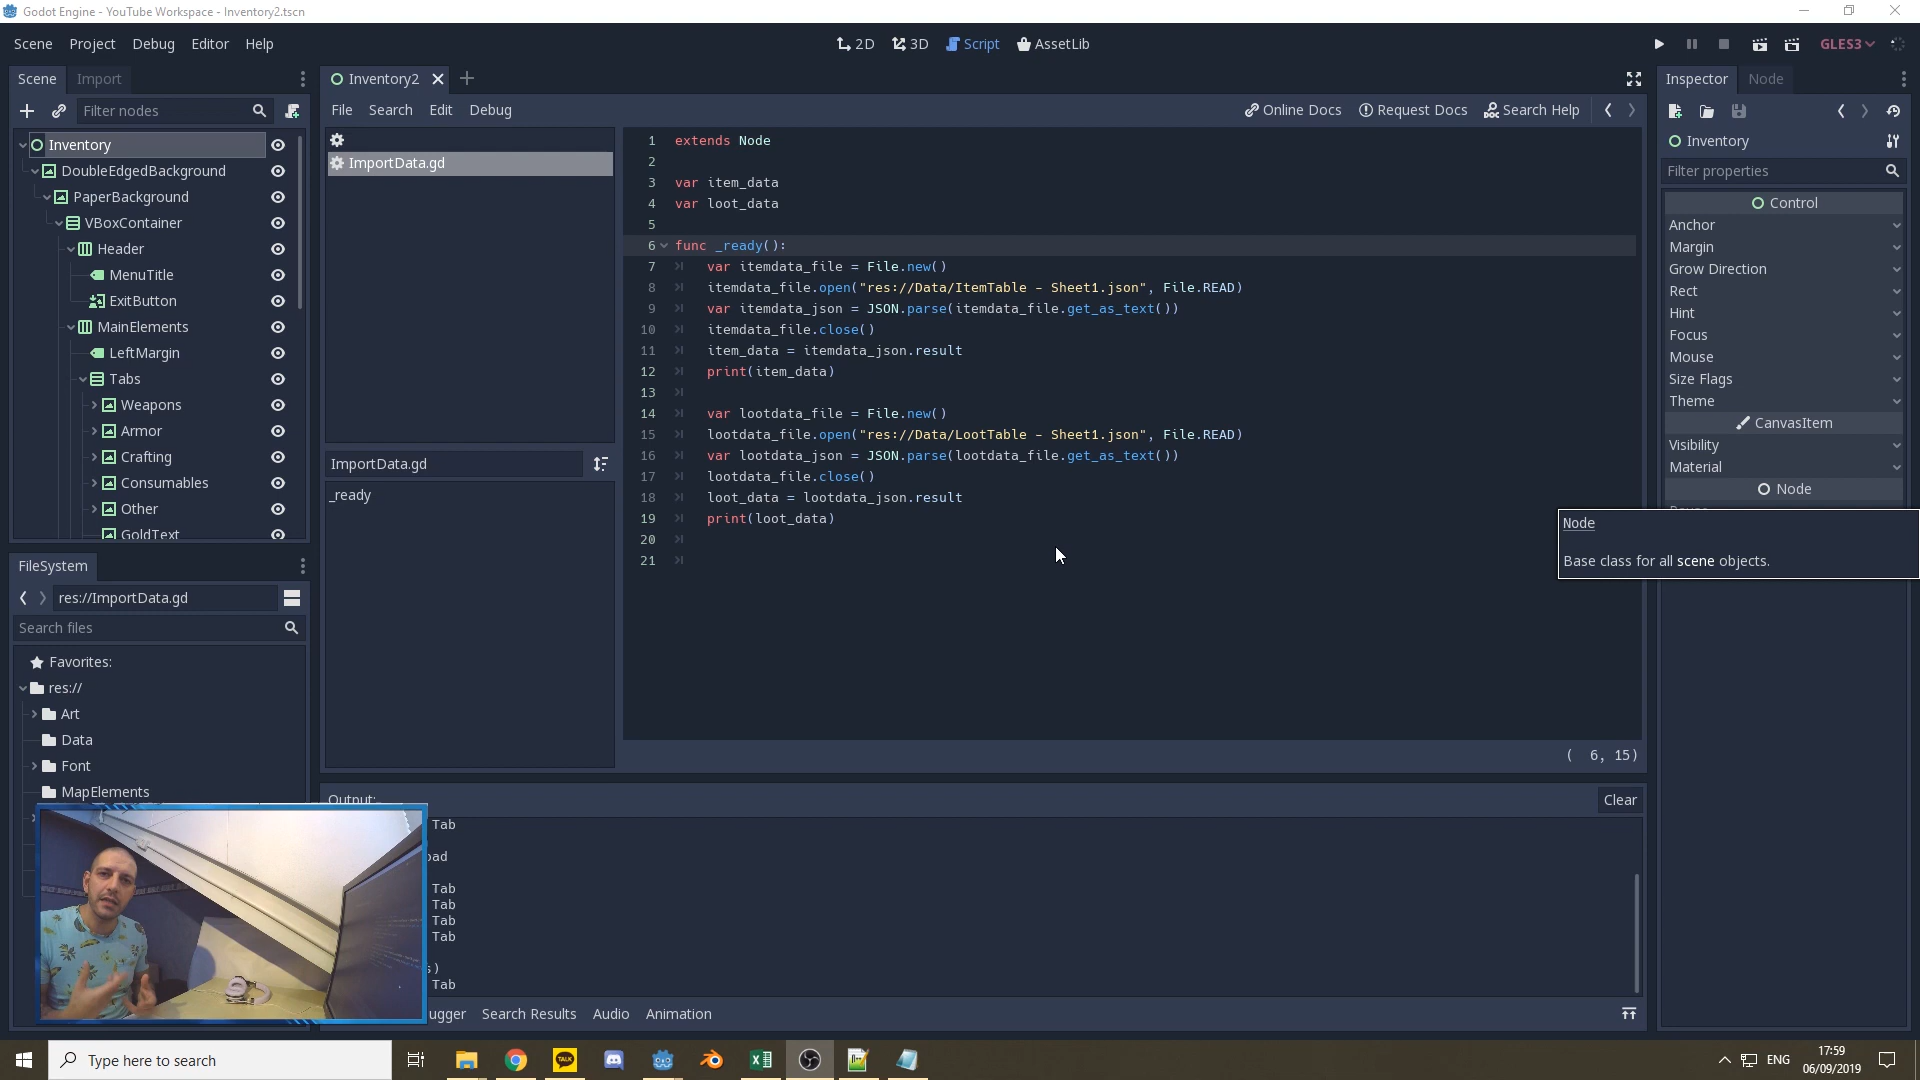 Godot Engine - YouTube Workspace - Inventory2.tscn
Scene Project Debug Editor Help
2D 3D Script AssetLib
GLES3
Scene Import
Filter nodes
Inventory
DoubleEdgedBackground
PaperBackground
VBoxContainer
Header
MenuTitle
ExitButton
MainElements
LeftMargin
Tabs
Weapons
Armor
Crafting
Consumables
Other
GoldText
FileSystem
res://ImportData.gd
Search files
Favorites:
res://
Art
Data
Font
MapElements
Inventory2
File Search Edit Debug
Online Docs Request Docs Search Help
ImportData.gd
ImportData.gd
_ready
1 extends Node
2
3 var item_data
4 var loot_data
5
6 func _ready():
7 var itemdata_file = File.new()
8 itemdata_file.open("res://Data/ItemTable - Sheet1.json", File.READ)
9 var itemdata_json = JSON.parse(itemdata_file.get_as_text())
10 itemdata_file.close()
11 item_data = itemdata_json.result
12 print(item_data)
13
14 var lootdata_file = File.new()
15 lootdata_file.open("res://Data/LootTable - Sheet1.json", File.READ)
16 var lootdata_json = JSON.parse(lootdata_file.get_as_text())
17 lootdata_file.close()
18 loot_data = lootdata_json.result
19 print(loot_data)
20
21
( 6, 15)
Output:
Clear
Tab
oad
Tab
Tab
Tab
Tab
s)
Tab
ugger Search Results Audio Animation
Inspector Node
Inventory
Filter properties
Control
Anchor
Margin
Grow Direction
Rect
Hint
Focus
Mouse
Size Flags
Theme
CanvasItem
Visibility
Material
Node
Node
Base class for all scene objects.
Type here to search
TALK
ENG
17:59
06/09/2019